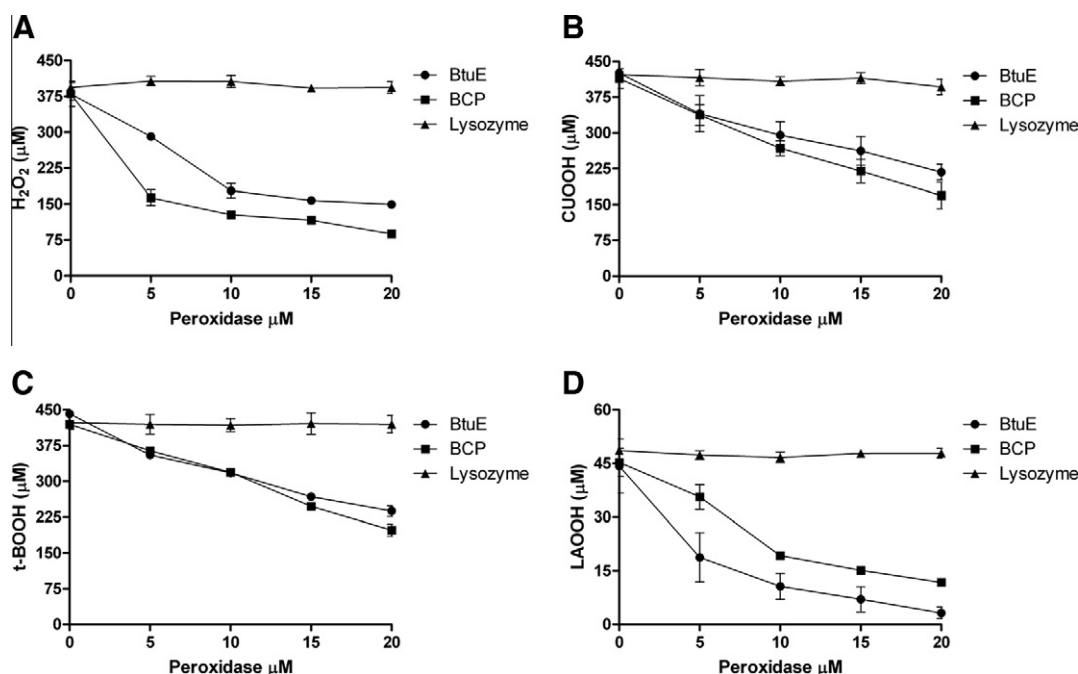 A
H₂O₂ (μM)
450
375
300
225
150
75
0
0 5 10 15 20
Peroxidase μM
BtuE
BCP
Lysozyme
B
CUOOH (μM)
450
375
300
225
150
75
0
0 5 10 15 20
Peroxidase μM
BtuE
BCP
Lysozyme
C
t-BOOH (μM)
450
375
300
225
150
75
0
0 5 10 15 20
Peroxidase μM
BtuE
BCP
Lysozyme
D
LAOOH (μM)
60
45
30
15
0
0 5 10 15 20
Peroxidase μM
BtuE
BCP
Lysozyme